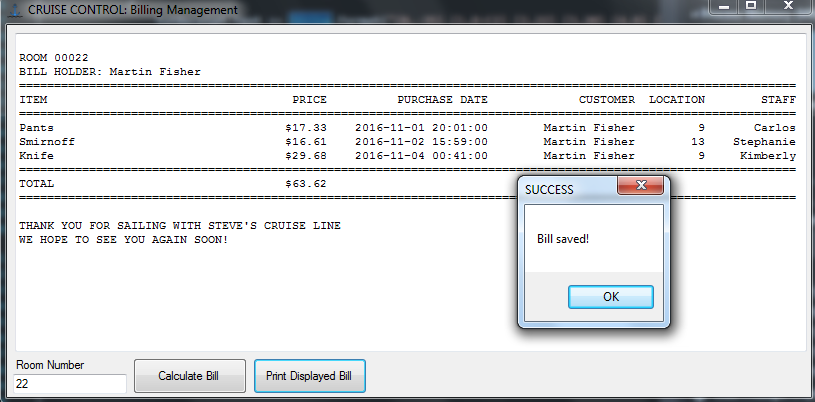 CRUISE CONTROL: Billing Management
ROOM 00022
BILL HOLDER: Martin Fisher
ITEM PRICE PURCHASE DATE CUSTOMER LOCATION STAFF
Pants $17.33 2016-11-01 20:01:00 Martin Fisher 9 Carlos
Smirnoff $16.61 2016-11-02 15:59:00 Martin Fisher 13 Stephanie
Knife $29.68 2016-11-04 00:41:00 Martin Fisher 9 Kimberly
TOTAL $63.62
THANK YOU FOR SAILING WITH STEVE'S CRUISE LINE
WE HOPE TO SEE YOU AGAIN SOON!
SUCCESS
Bill saved!
OK
Room Number
22
Calculate Bill
Print Displayed Bill